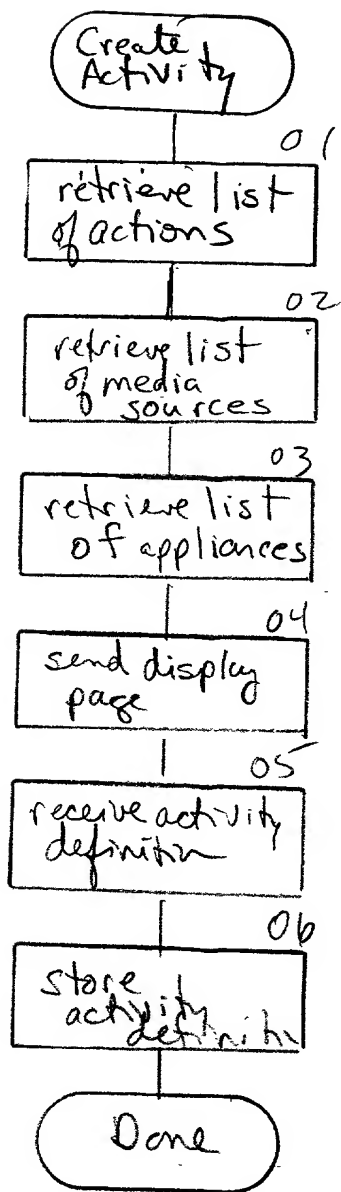 Create
Activity
01
retrieve list
of actions
02
retrieve list
of media
sources
03
retrieve list
of appliances
04
send display
page
05
receive activity
definition
06
store
activity
definiti
Done